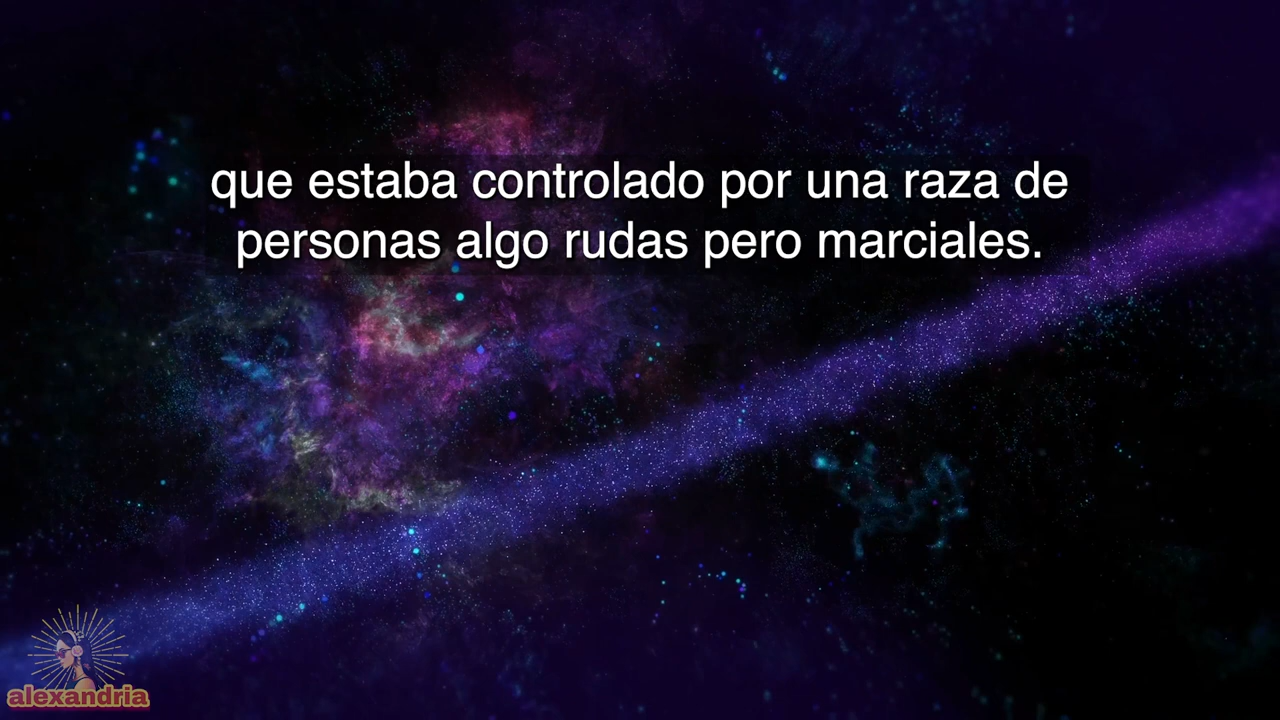 que estaba controlado por una raza de
personas algo rudas pero marciales.
alexandria